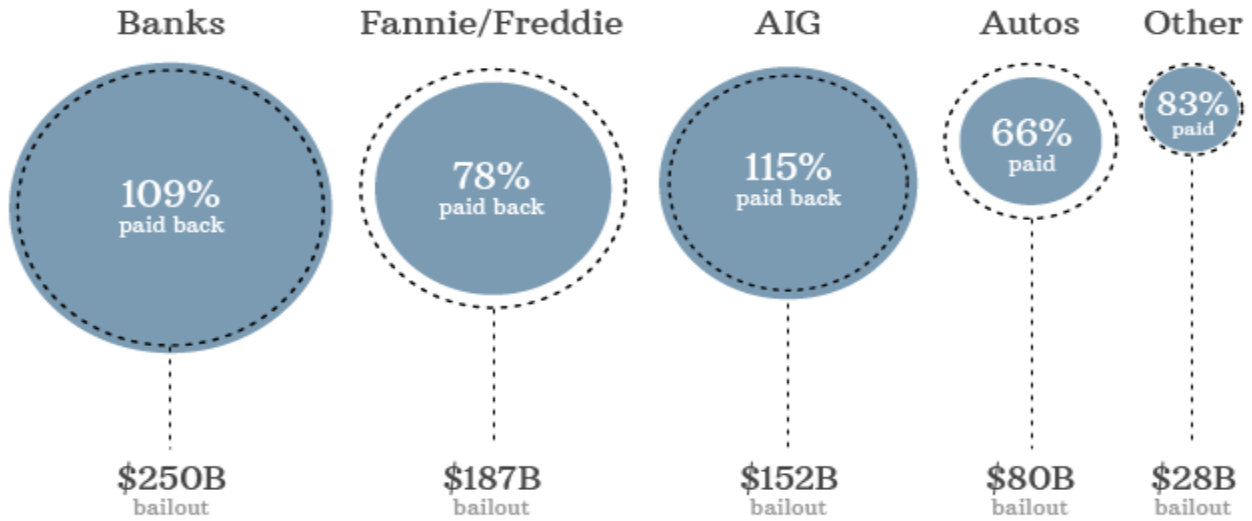 Banks
109%
paid back
$250B
bailout
Fannie/Freddie
78%
paid back
$187B
bailout
AIG
115%
paid back
$152B
bailout
Autos
66%
paid
$80B
bailout
Other
83%
paid
$28B
bailout